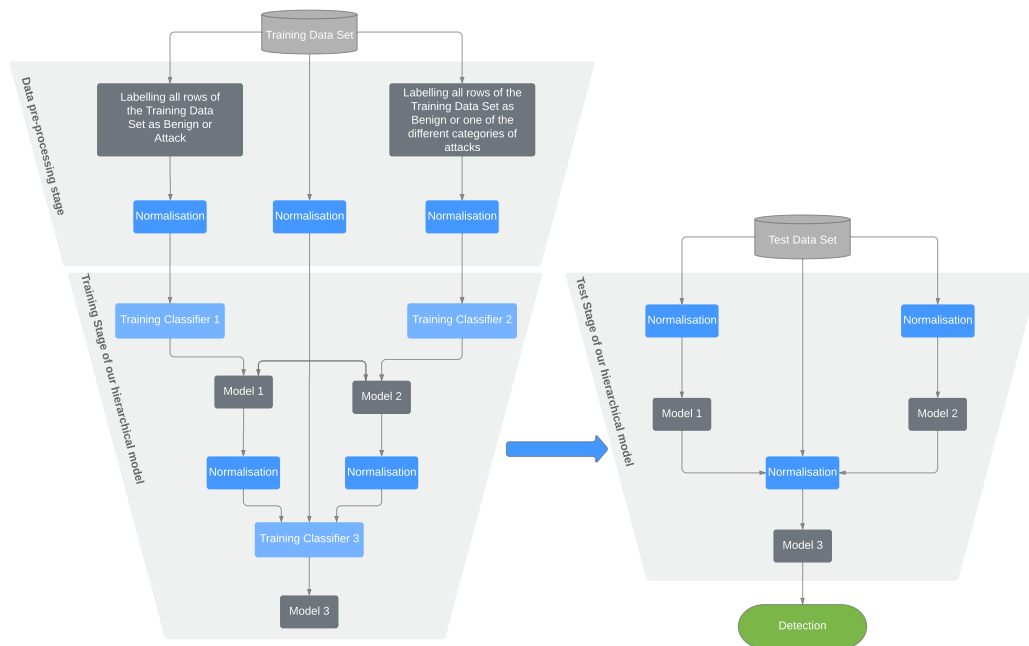 Training Data Set
Data pre-processing stage
Labelling all rows of
the Training Data
Set as Benign or
Attack
Labelling all rows of the
Training Data Set as
Benign or one of the
different categories of
attacks
Normalisation
Normalisation
Normalisation
Training Stage of our hierarchical model
Training Classifier 1
Training Classifier 2
Model 1
Model 2
Normalisation
Normalisation
Training Classifier 3
Model 3
Test Data Set
Test Stage of our hierarchical model
Normalisation
Normalisation
Model 1
Model 2
Normalisation
Model 3
Detection